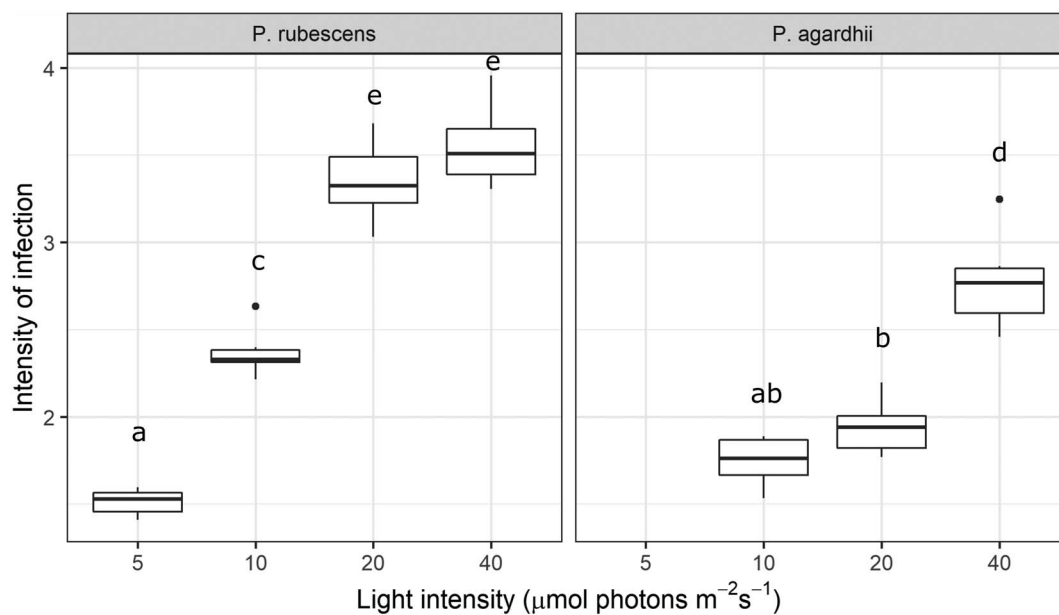 P. rubescens
P. agardhii
Intensity of infection
4
3
2
a
c
e
e
ab
b
d
5
10
20
40
5
10
20
40
Light intensity (μmol photons m⁻²s⁻¹)